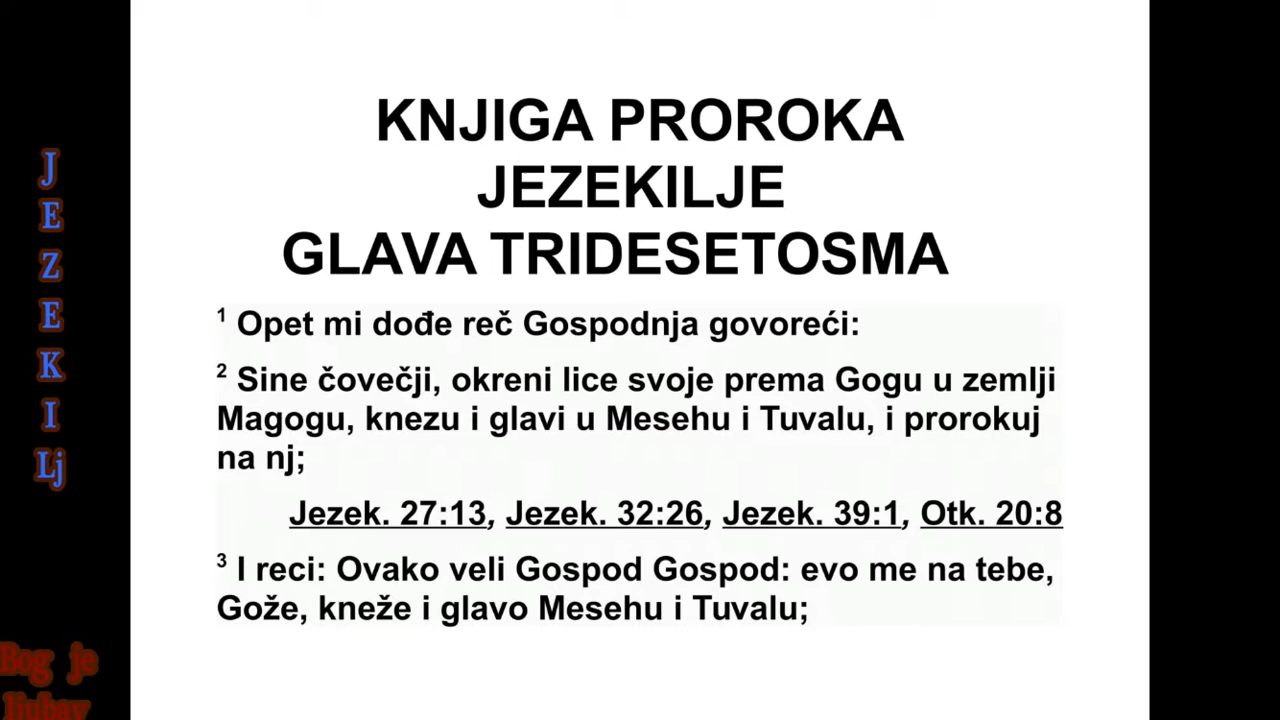 KNJIGA PROROKA
JEZEKILJE
GLAVA TRIDESETOSMA
1 Opet mi dođe reč Gospodnja govoreći:
2 Sine čovečji, okreni lice svoje prema Gogu u zemlji
Magogu, knezu i glavi u Mesehu i Tuvalu, i prorokuj
na nj;
Jezek. 27:13, Jezek. 32:26, Jezek. 39:1, Otk. 20:8
3 I reci: Ovako veli Gospod Gospod: evo me na tebe,
Gože, kneže i glavo Mesehu i Tuvalu;
J
E
Z
E
K
I
Lj
Bog je
ljubav